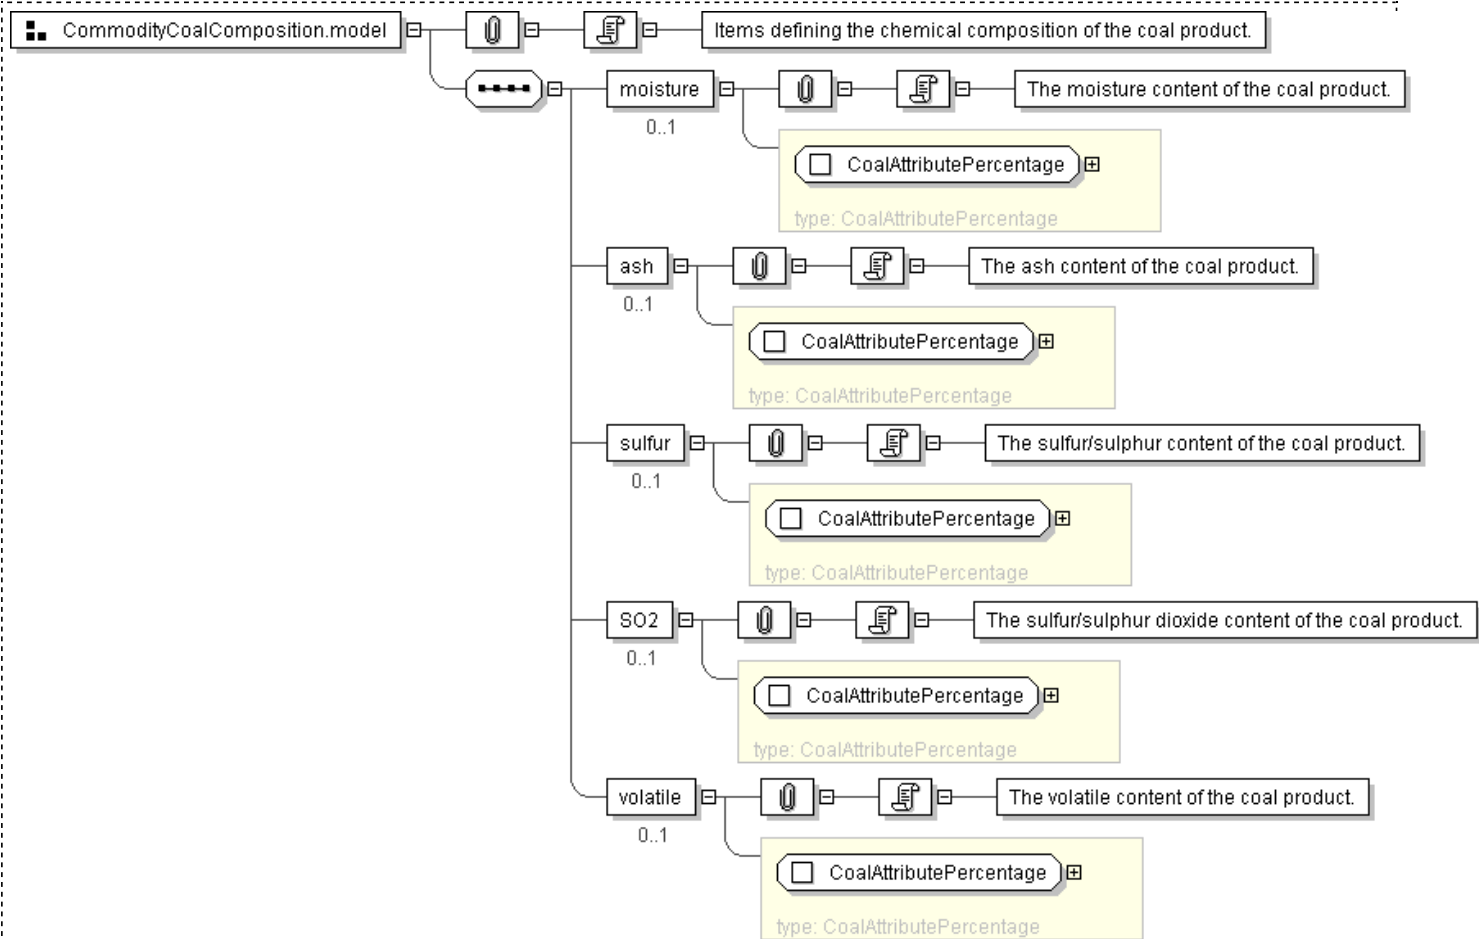 CommodityCoalComposition.model
Items defining the chemical composition of the coal product.
moisture
The moisture content of the coal product.
0..1
CoalAttributePercentage
type: CoalAttributePercentage
ash
The ash content of the coal product.
0..1
CoalAttributePercentage
type: CoalAttributePercentage
sulfur
The sulfur/sulphur content of the coal product.
0..1
CoalAttributePercentage
type: CoalAttributePercentage
SO2
The sulfur/sulphur dioxide content of the coal product.
0..1
CoalAttributePercentage
type: CoalAttributePercentage
volatile
The volatile content of the coal product.
0..1
CoalAttributePercentage
type: CoalAttributePercentage